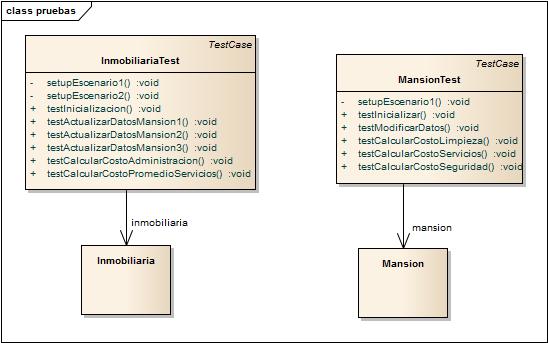 class pruebas
TestCase
InmobiliariaTest
- setupEscenario1() :void
- setupEscenario2() :void
+ testInicializacion() :void
+ testActualizarDatosMansion1() :void
+ testActualizarDatosMansion2() :void
+ testActualizarDatosMansion3() :void
+ testCalcularCostoAdministracion() :void
+ testCalcularCostoPromedioServicios() :void
inmobiliaria
Inmobiliaria
TestCase
MansionTest
- setupEscenario1() :void
+ testInicializar() :void
+ testModificarDatos() :void
+ testCalcularCostoLimpieza() :void
+ testCalcularCostoServicios() :void
+ testCalcularCostoSeguridad() :void
mansion
Mansion